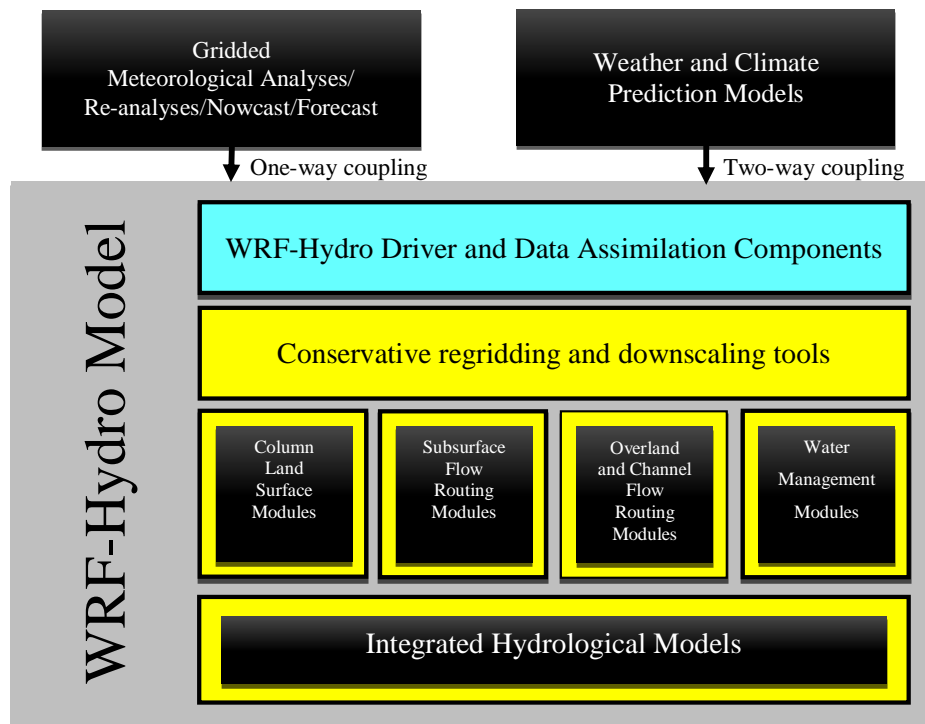 Gridded
Meteorological Analyses/
Re-analyses/Nowcast/Forecast
Weather and Climate
Prediction Models
One-way coupling
Two-way coupling
WRF-Hydro Model
WRF-Hydro Driver and Data Assimilation Components
Conservative regridding and downscaling tools
Column
Land
Surface
Modules
Subsurface
Flow
Routing
Modules
Overland
and Channel
Flow
Routing
Modules
Water
Management
Modules
Integrated Hydrological Models